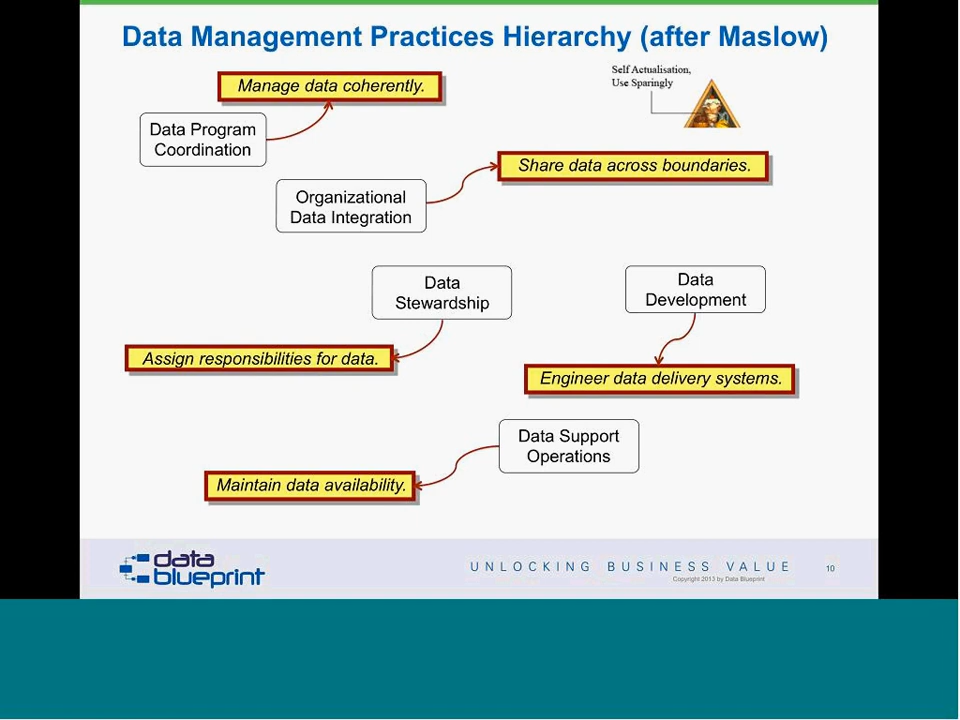 Data Management Practices Hierarchy (after Maslow)
Manage data coherently.
Self Actualisation,
Use Sparingly
Data Program
Coordination
Share data across boundaries.
Organizational
Data Integration
Data
Stewardship
Data
Development
Assign responsibilities for data.
Engineer data delivery systems.
Data Support
Operations
Maintain data availability.
data
blueprint
UNLOCKING BUSINESS VALUE
10
Copyright 2013 by Data Blueprint